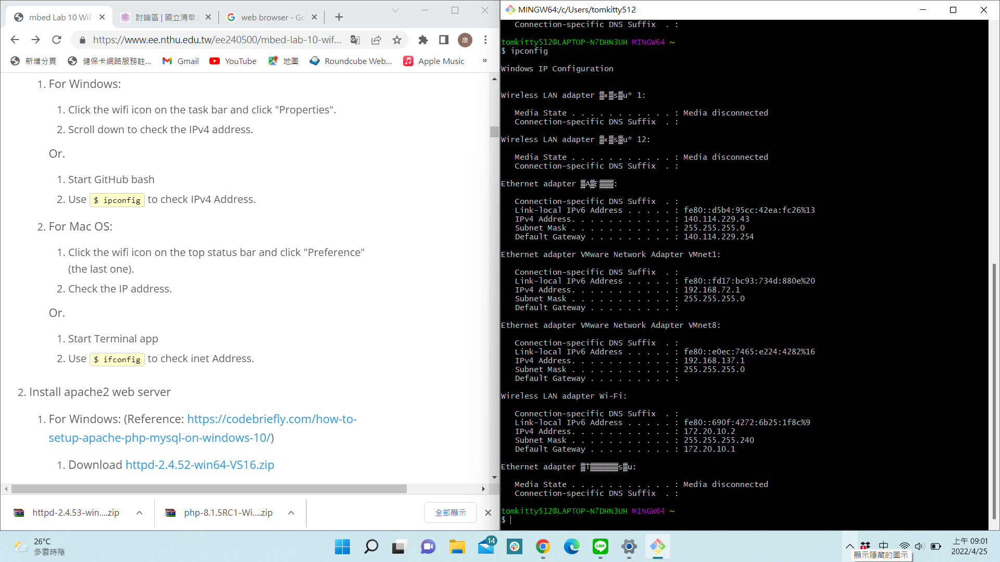 mbed Lab 10 WiF
討論區 | 國立清華大
web browser - Go
https://www.ee.nthu.edu.tw/ee240500/mbed-lab-10-wif...
唐
新增分頁
健保卡網路服務註...
Gmail
YouTube
地圖
Roundcube Web...
Apple Music
»
1. For Windows:
1. Click the wifi icon on the task bar and click "Properties".
2. Scroll down to check the IPv4 address.
Or.
1. Start GitHub bash
2. Use $ ipconfig to check IPv4 Address.
2. For Mac OS:
1. Click the wifi icon on the top status bar and click "Preference"
(the last one).
2. Check the IP address.
Or.
1. Start Terminal app
2. Use $ ifconfig to check inet Address.
2. Install apache2 web server
1. For Windows: (Reference: https://codebriefly.com/how-to-
setup-apache-php-mysql-on-windows-10/)
1. Download httpd-2.4.52-win64-VS16.zip
httpd-2.4.53-win....zip
php-8.1.5RC1-Wi....zip
全部顯示
MINGW64:/c/Users/tomkitty512
Connection-specific DNS Suffix  . :
tomkitty512@LAPTOP-N7DHN3UH MINGW64 ~
$ ipconfig
Windows IP Configuration
Wireless LAN adapter ▒x▒s▒u* 1:
Media State . . . . . . . . . . . : Media disconnected
Connection-specific DNS Suffix  . :
Wireless LAN adapter ▒x▒s▒u* 12:
Media State . . . . . . . . . . . : Media disconnected
Connection-specific DNS Suffix  . :
Ethernet adapter ▒A▒F▒▒▒:
Connection-specific DNS Suffix  . :
Link-local IPv6 Address . . . . . : fe80::d5b4:95cc:42ea:fc26%13
IPv4 Address. . . . . . . . . . . : 140.114.229.43
Subnet Mask . . . . . . . . . . . : 255.255.255.0
Default Gateway . . . . . . . . . : 140.114.229.254
Ethernet adapter VMware Network Adapter VMnet1:
Connection-specific DNS Suffix  . :
Link-local IPv6 Address . . . . . : fe80::fd17:bc93:734d:880e%20
IPv4 Address. . . . . . . . . . . : 192.168.72.1
Subnet Mask . . . . . . . . . . . : 255.255.255.0
Default Gateway . . . . . . . . . :
Ethernet adapter VMware Network Adapter VMnet8:
Connection-specific DNS Suffix  . :
Link-local IPv6 Address . . . . . : fe80::e0ec:7465:e224:4282%16
IPv4 Address. . . . . . . . . . . : 192.168.137.1
Subnet Mask . . . . . . . . . . . : 255.255.255.0
Default Gateway . . . . . . . . . :
Wireless LAN adapter Wi-Fi:
Connection-specific DNS Suffix  . :
Link-local IPv6 Address . . . . . : fe80::690f:4272:6b25:1f8c%9
IPv4 Address. . . . . . . . . . . : 172.20.10.2
Subnet Mask . . . . . . . . . . . : 255.255.255.240
Default Gateway . . . . . . . . . : 172.20.10.1
Ethernet adapter ▒T▒▒▒▒▒▒s▒u:
Media State . . . . . . . . . . . : Media disconnected
Connection-specific DNS Suffix  . :
tomkitty512@LAPTOP-N7DHN3UH MINGW64 ~
$
26°C
多雲時陰
14
LINE
1
中
上午 09:01
2022/4/25
顯示隱藏的圖示